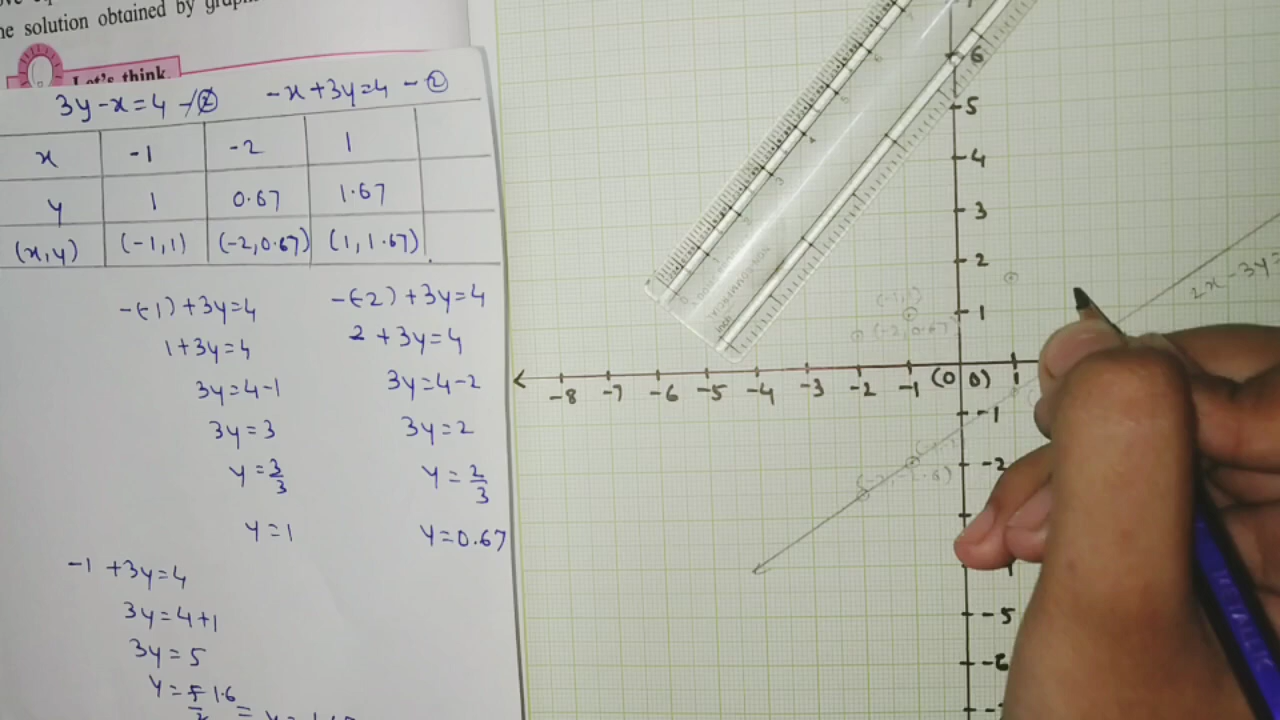 he solution obtained by
Let's think.
3y-x=4 -② -x+3y=4 -②
x -1 -2 1
y 1 0.67 1.67
(x,y) (-1,1) (-2,0.67) (1,1.67)
-(-1)+3y=4 -(-2)+3y=4
1+3y=4 2+3y=4
3y=4-1 3y=4-2
3y=3 3y=2
y=3/3 y=2/3
y=1 y=0.67
-1+3y=4
3y=4+1
3y=5
6
5
4
3
2
2x-3y=
(-1,1)
1
(-2,0.67)
-8 -7 -6 -5 -4 -3 -2 -1 (0 0) 1
-1
-2
-5
-6